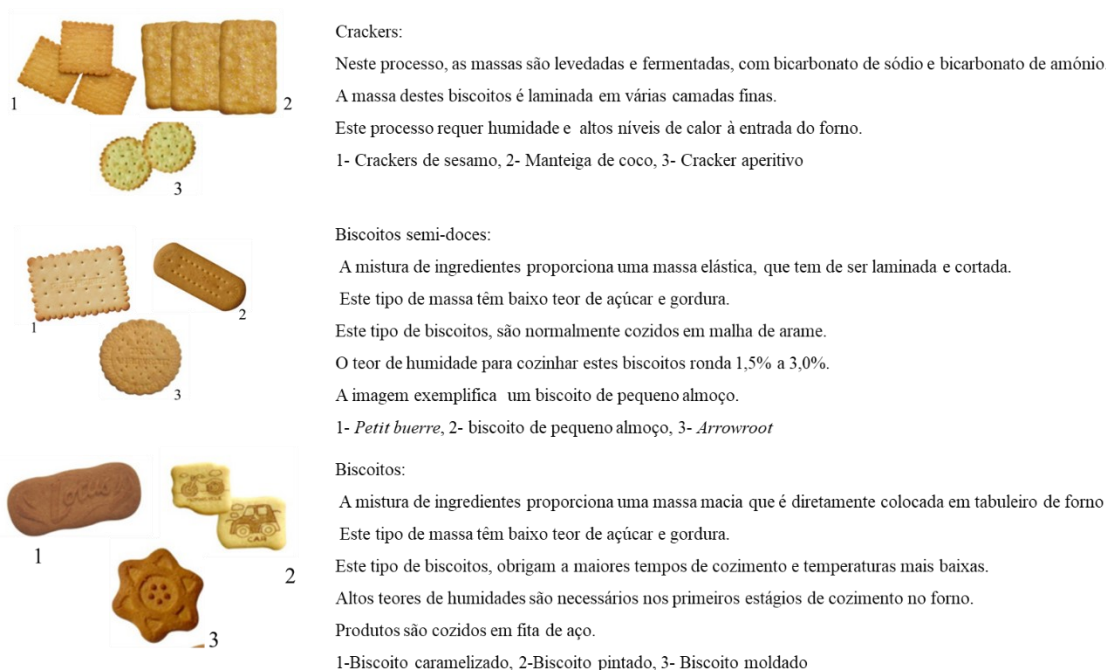 Crackers:
Neste processo, as massas são levedadas e fermentadas, com bicarbonato de sódio e bicarbonato de amónio
A massa destes biscoitos é laminada em várias camadas finas.
Este processo requer humidade e altos níveis de calor à entrada do forno.
1- Crackers de sesamo, 2- Manteiga de coco, 3- Cracker aperitivo
1
2
3
Biscoitos semi-doces:
A mistura de ingredientes proporciona uma massa elástica, que tem de ser laminada e cortada.
Este tipo de massa têm baixo teor de açúcar e gordura.
Este tipo de biscoitos, são normalmente cozidos em malha de arame.
O teor de humidade para cozinhar estes biscoitos ronda 1,5% a 3,0%.
A imagem exemplifica um biscoito de pequeno almoço.
1- Petit buerre, 2- biscoito de pequeno almoço, 3- Arrowroot
1
2
3
Biscoitos:
A mistura de ingredientes proporciona uma massa macia que é diretamente colocada em tabuleiro de forno
Este tipo de massa têm baixo teor de açúcar e gordura.
Este tipo de biscoitos, obrigam a maiores tempos de cozimento e temperaturas mais baixas.
Altos teores de humidades são necessários nos primeiros estágios de cozimento no forno.
Produtos são cozidos em fita de aço.
1-Biscoito caramelizado, 2-Biscoito pintado, 3- Biscoito moldado
Lotus
CAR
1
2
3